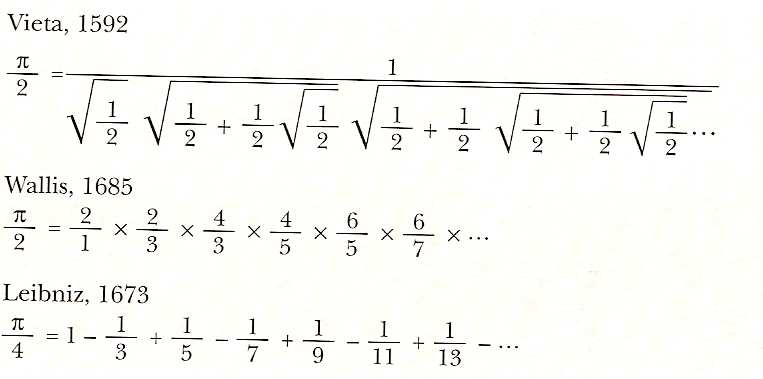 Vieta, 1592
π/2 = 1/(√(1/2) √(1/2 + 1/2 √(1/2)) √(1/2 + 1/2 √(1/2 + 1/2 √(1/2))) ...)
Wallis, 1685
π/2 = 2/1 × 2/3 × 4/3 × 4/5 × 6/5 × 6/7 × ...
Leibniz, 1673
π/4 = 1 – 1/3 + 1/5 – 1/7 + 1/9 – 1/11 + 1/13 – ...